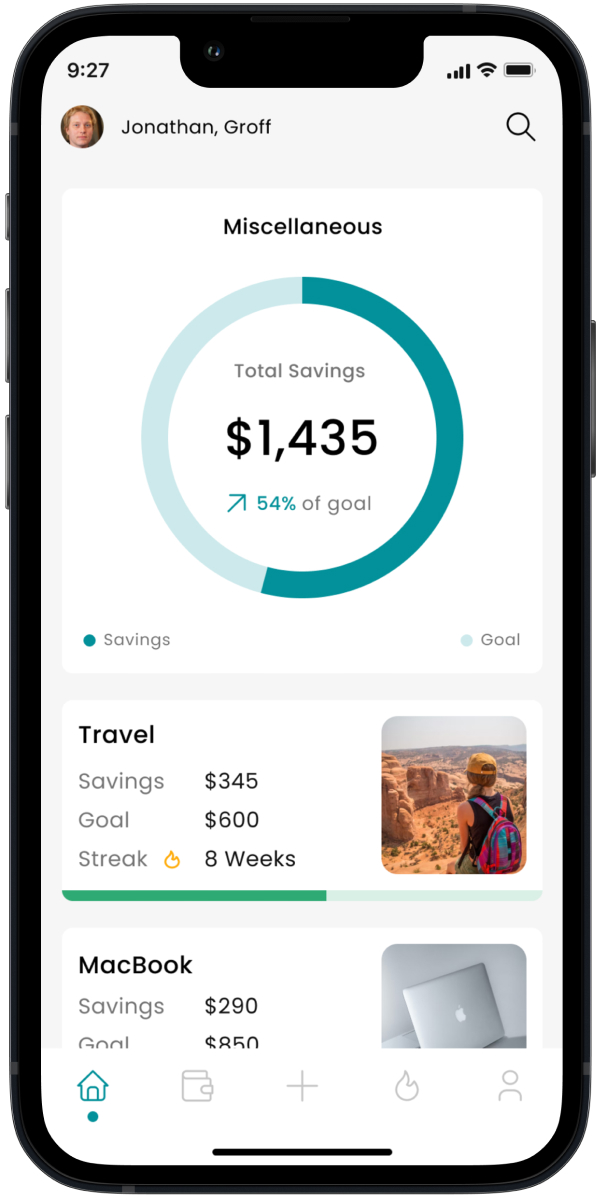 9:27
Jonathan, Groff
Miscellaneous
Total Savings
$1,435
54% of goal
Savings
Goal
Travel
Savings $345
Goal $600
Streak 8 Weeks
MacBook
Savings $290
Goal $850